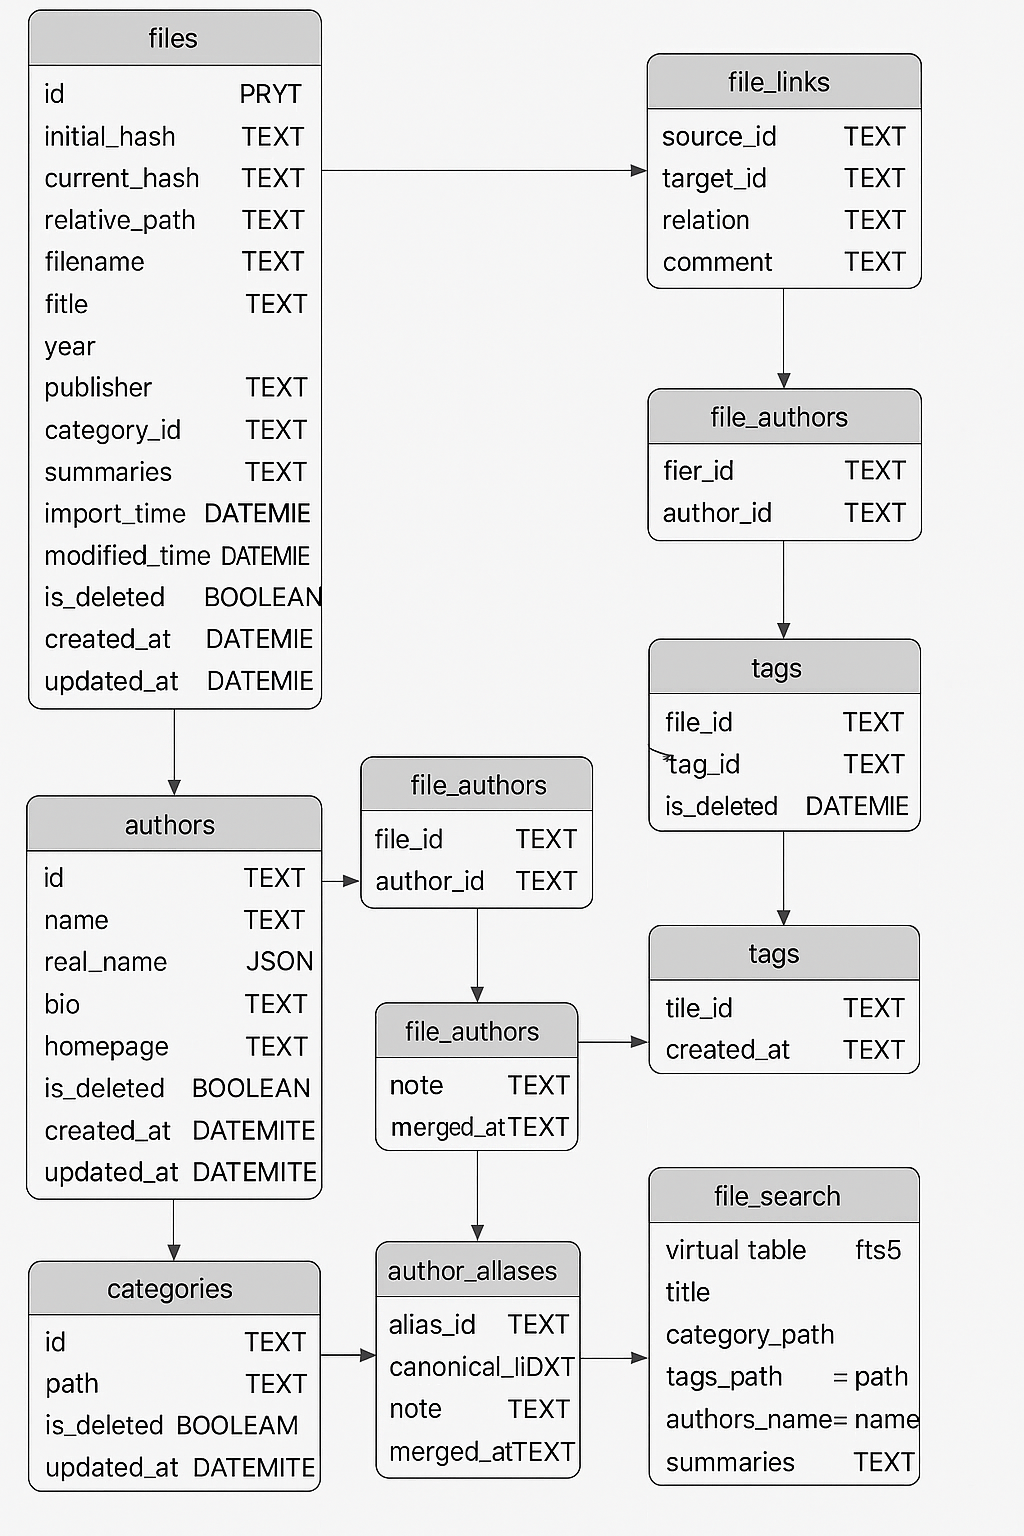 files
id PRYT
initial_hash TEXT
current_hash TEXT
relative_path TEXT
filename TEXT
fitle TEXT
year
publisher TEXT
category_id TEXT
summaries TEXT
import_time DATEMIE
modified_time DATEMIE
is_deleted BOOLEAN
created_at DATEMIE
updated_at DATEMIE
file_links
source_id TEXT
target_id TEXT
relation TEXT
comment TEXT
file_authors
fier_id TEXT
author_id TEXT
tags
file_id TEXT
tag_id TEXT
is_deleted DATEMIE
authors
id TEXT
name TEXT
real_name JSON
bio TEXT
homepage TEXT
is_deleted BOOLEAN
created_at DATEMITE
updated_at DATEMITE
file_authors
file_id TEXT
author_id TEXT
file_authors
note TEXT
merged_at TEXT
tags
tile_id TEXT
created_at TEXT
categories
id TEXT
path TEXT
is_deleted BOOLEAM
updated_at DATEMITE
author_allases
alias_id TEXT
canonical_liDXT
note TEXT
merged_atTEXT
file_search
virtual table fts5
title
category_path
tags_path = path
authors_name= name
summaries TEXT